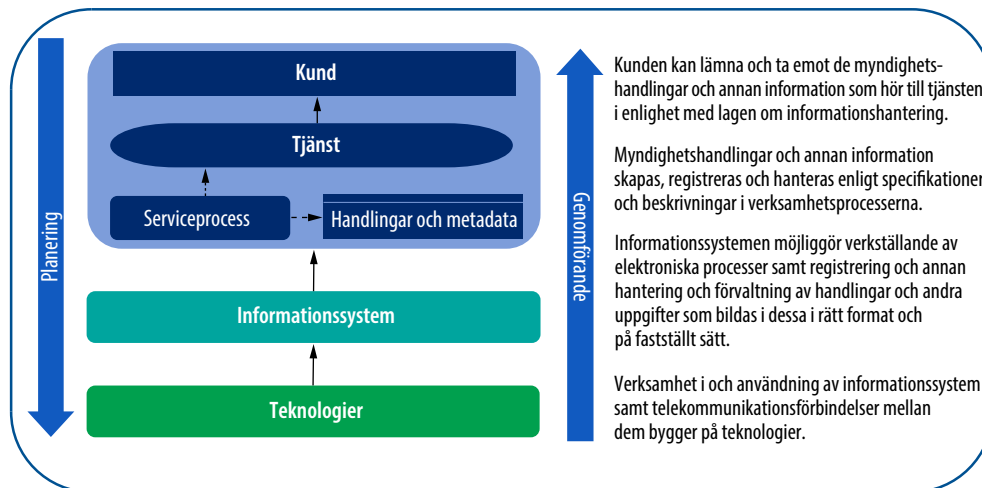 Planering
Kund
Tjänst
Serviceprocess
Handlingar och metadata
Informationssystem
Teknologier
Genomförande
Kunden kan lämna och ta emot de myndighets-
handlingar och annan information som hör till tjänsten
i enlighet med lagen om informationshantering.
Myndighetshandlingar och annan information
skapas, registreras och hanteras enligt specifikationer
och beskrivningar i verksamhetsprocesserna.
Informationssystemen möjliggör verkställande av
elektroniska processer samt registrering och annan
hantering och förvaltning av handlingar och andra
uppgifter som bildas i dessa i rätt format och
på fastställt sätt.
Verksamhet i och användning av informationssystem
samt telekommunikationsförbindelser mellan
dem bygger på teknologier.